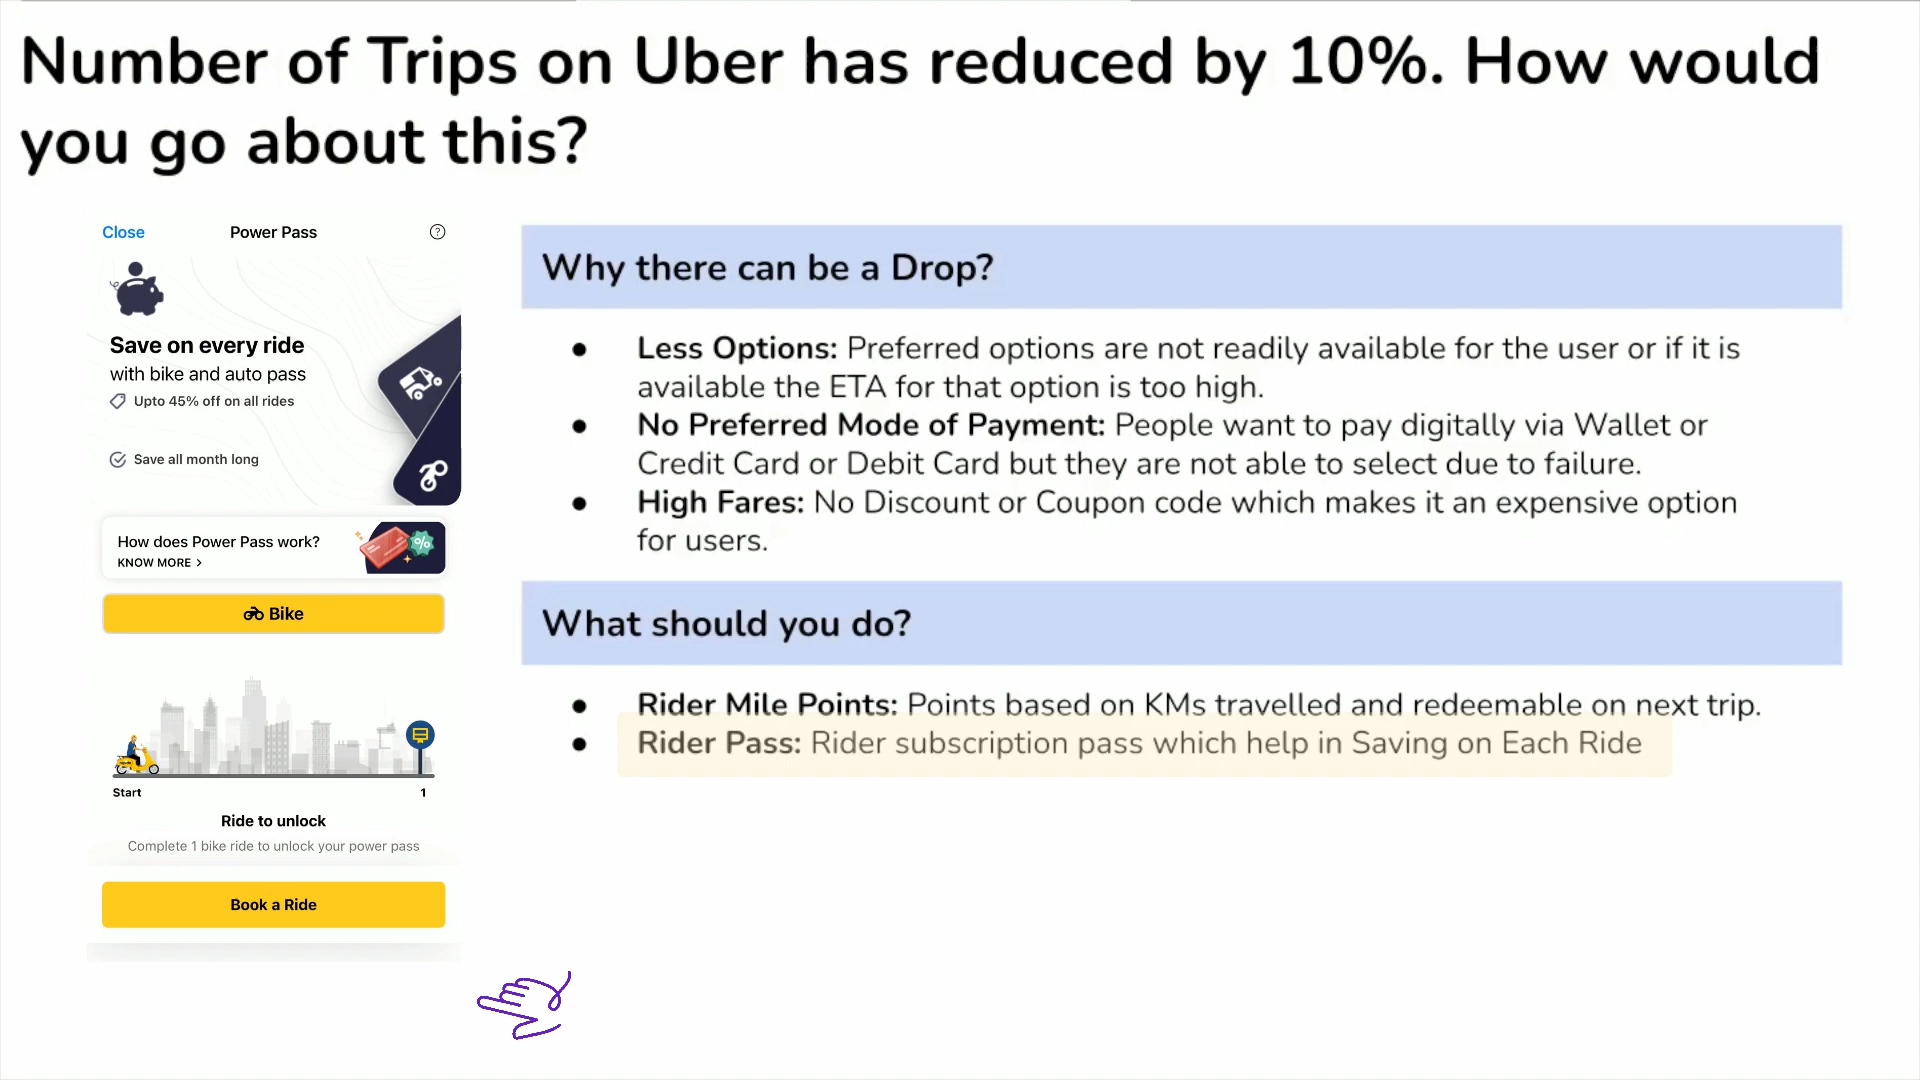 Number of Trips on Uber has reduced by 10%. How would
you go about this?
Close
Power Pass
Save on every ride
with bike and auto pass
Upto 45% off on all rides
Save all month long
How does Power Pass work?
KNOW MORE >
Bike
Start
1
Ride to unlock
Complete 1 bike ride to unlock your power pass
Book a Ride
Why there can be a Drop?
● Less Options: Preferred options are not readily available for the user or if it is
available the ETA for that option is too high.
● No Preferred Mode of Payment: People want to pay digitally via Wallet or
Credit Card or Debit Card but they are not able to select due to failure.
● High Fares: No Discount or Coupon code which makes it an expensive option
for users.
What should you do?
● Rider Mile Points: Points based on KMs travelled and redeemable on next trip.
● Rider Pass: Rider subscription pass which help in Saving on Each Ride